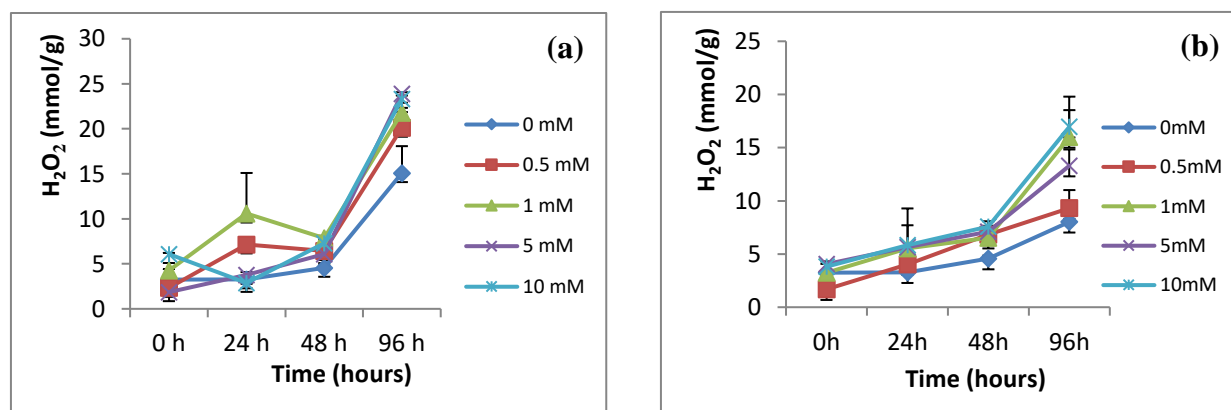 (a)
H₂O₂ (mmol/g)
30
25
20
15
10
5
0
0 h 24 h 48 h 96 h
Time (hours)
0 mM
0.5 mM
1 mM
5 mM
10 mM
(b)
H₂O₂ (mmol/g)
25
20
15
10
5
0
0h 24h 48h 96h
Time (hours)
0mM
0.5mM
1mM
5mM
10mM